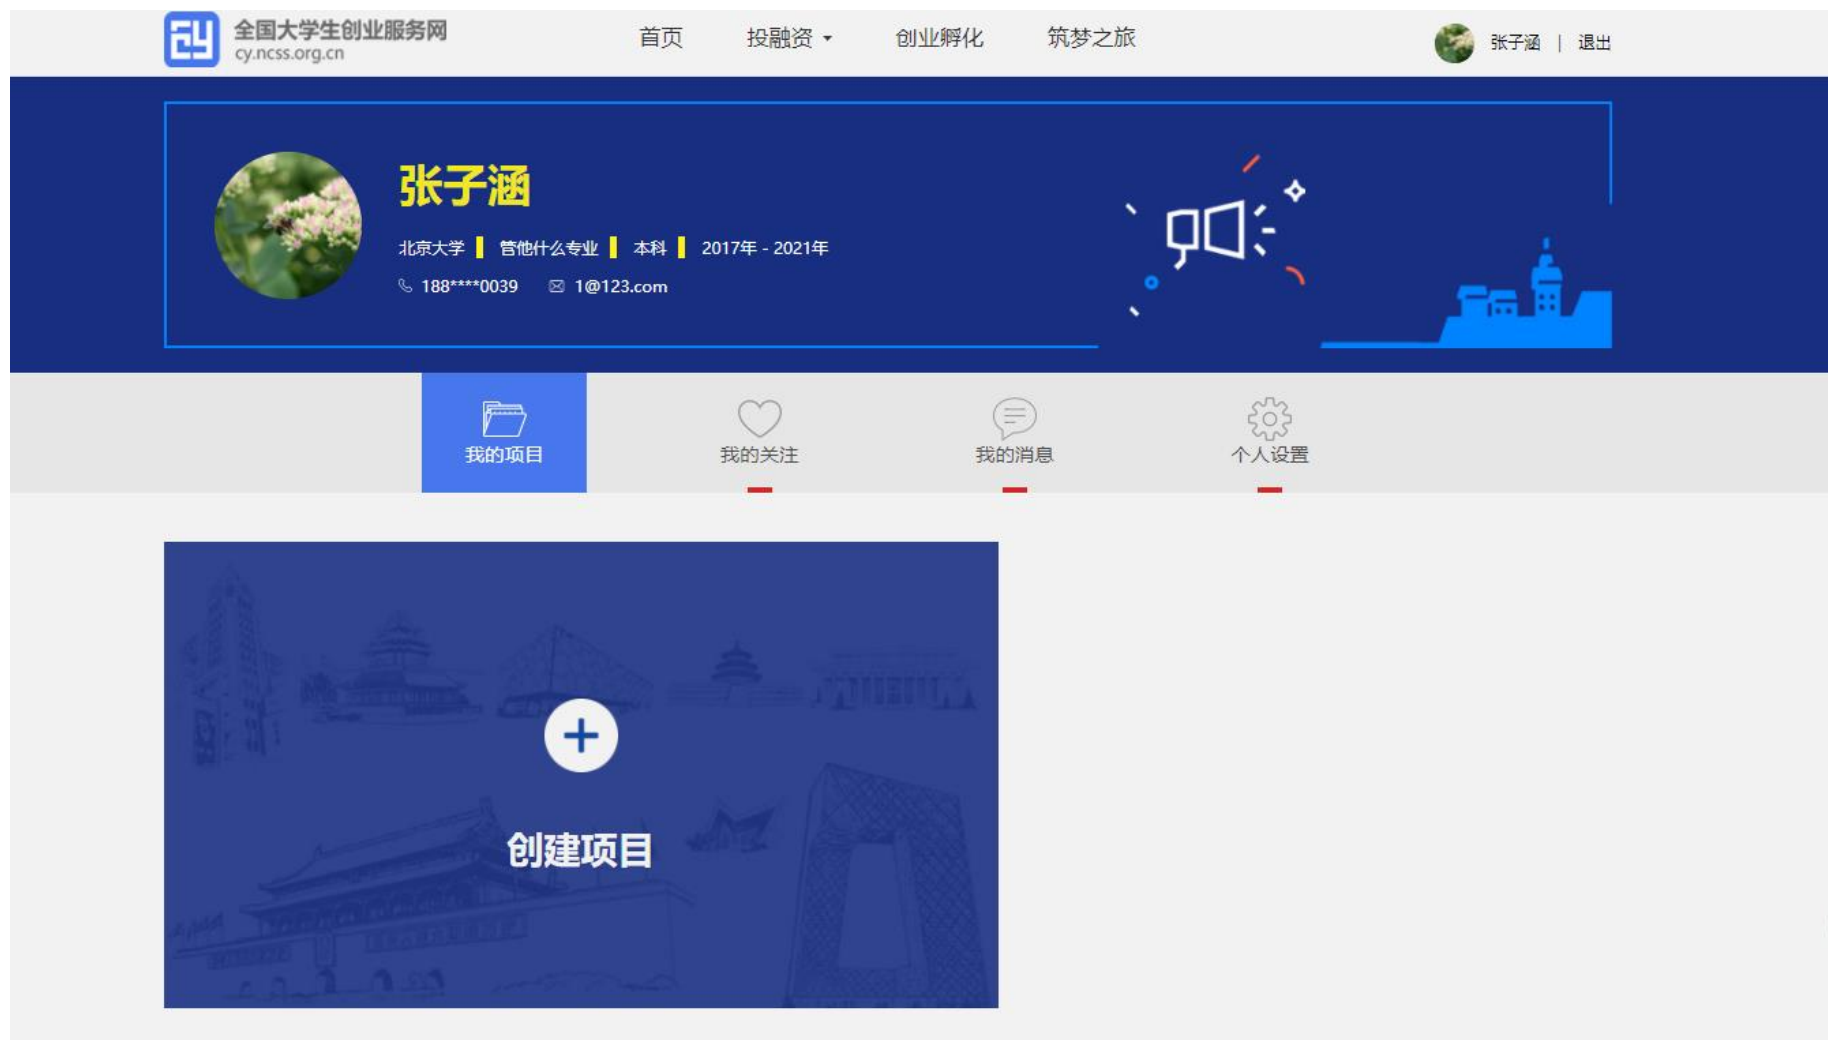 全国大学生创业服务网
cy.ncss.org.cn
首页 投融资 创业孵化 筑梦之旅
张子涵 | 退出
张子涵
北京大学 管他什么专业 本科 2017年 - 2021年
188****0039 1@123.com
我的项目 我的关注 我的消息 个人设置
创建项目